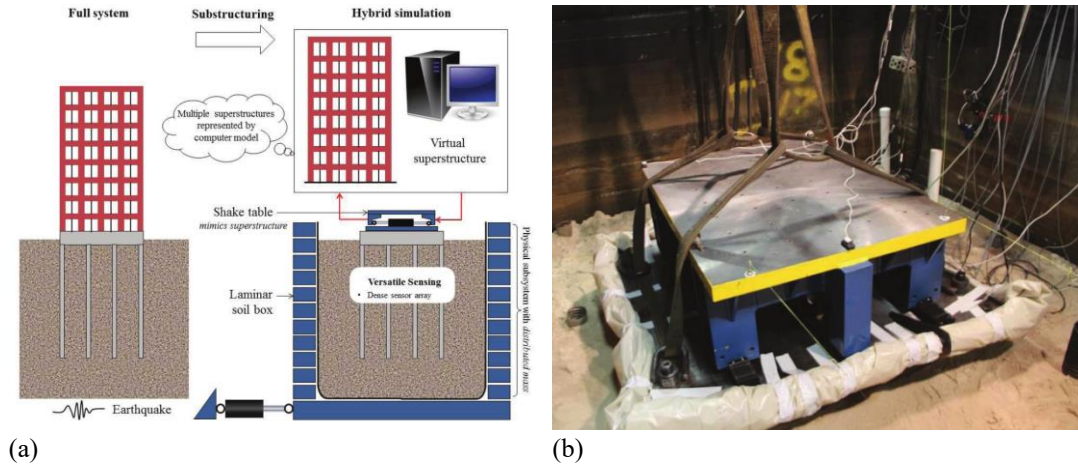 Full system
Substructuring
Hybrid simulation
Multiple superstructures
represented by
computer model
Virtual
superstructure
Shake table
mimics superstructure
Versatile Sensing
• Dense sensor array
Laminar
soil box
Physical subsystem with distributed mass
Earthquake
(a)
8
(b)